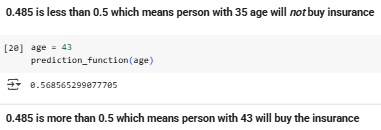 0.485 is less than 0.5 which means person with 35 age will not buy insurance
[20] age = 43
prediction_function(age)
0.568565299077705
0.485 is more than 0.5 which means person with 43 will buy the insurance